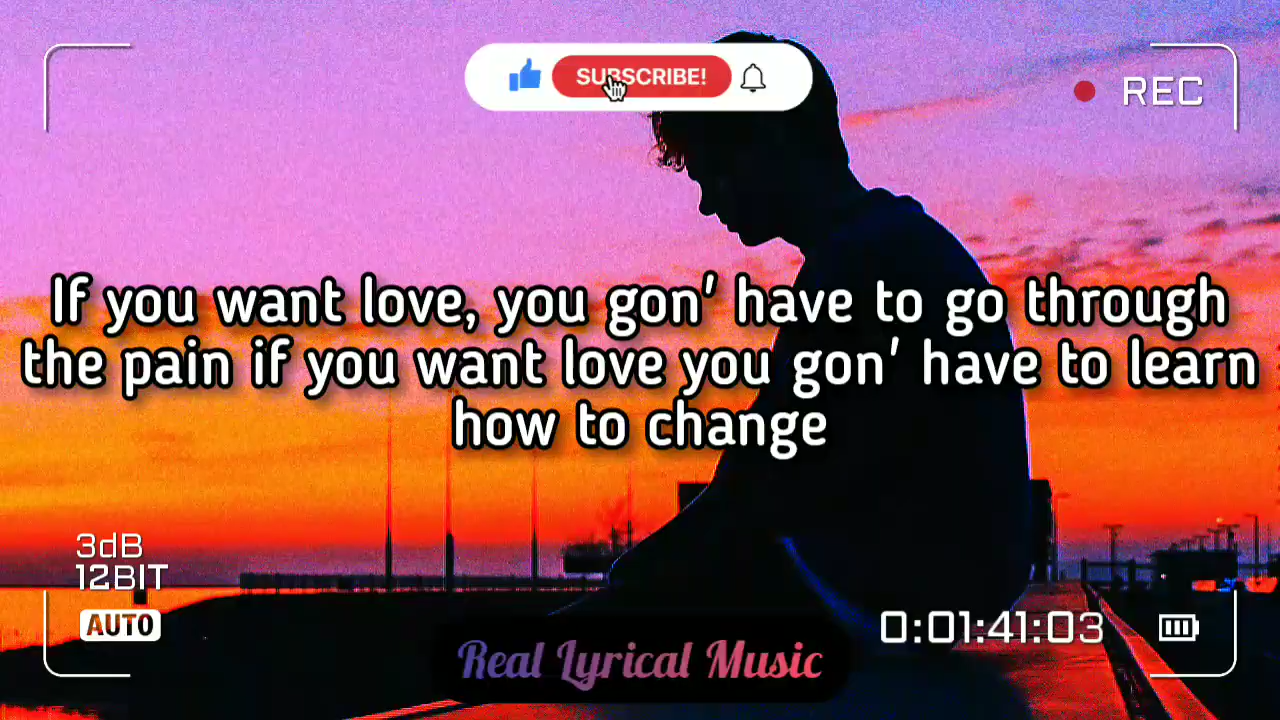 SUBSCRIBE!
REC
If you want love, you gon' have to go through
the pain if you want love you gon' have to learn
how to change
3dB
12BIT
AUTO
0:01:41:03
Real Lyrical Music